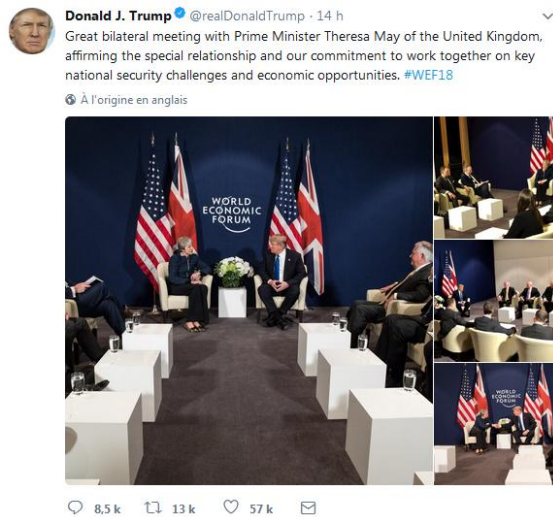 Donald J. Trump @realDonaldTrump · 14 h
Great bilateral meeting with Prime Minister Theresa May of the United Kingdom,
affirming the special relationship and our commitment to work together on key
national security challenges and economic opportunities. #WEF18
À l'origine en anglais
WORLD
ECONOMIC
FORUM
WORLD
ECONOMIC
FORUM
8,5 k 13 k 57 k